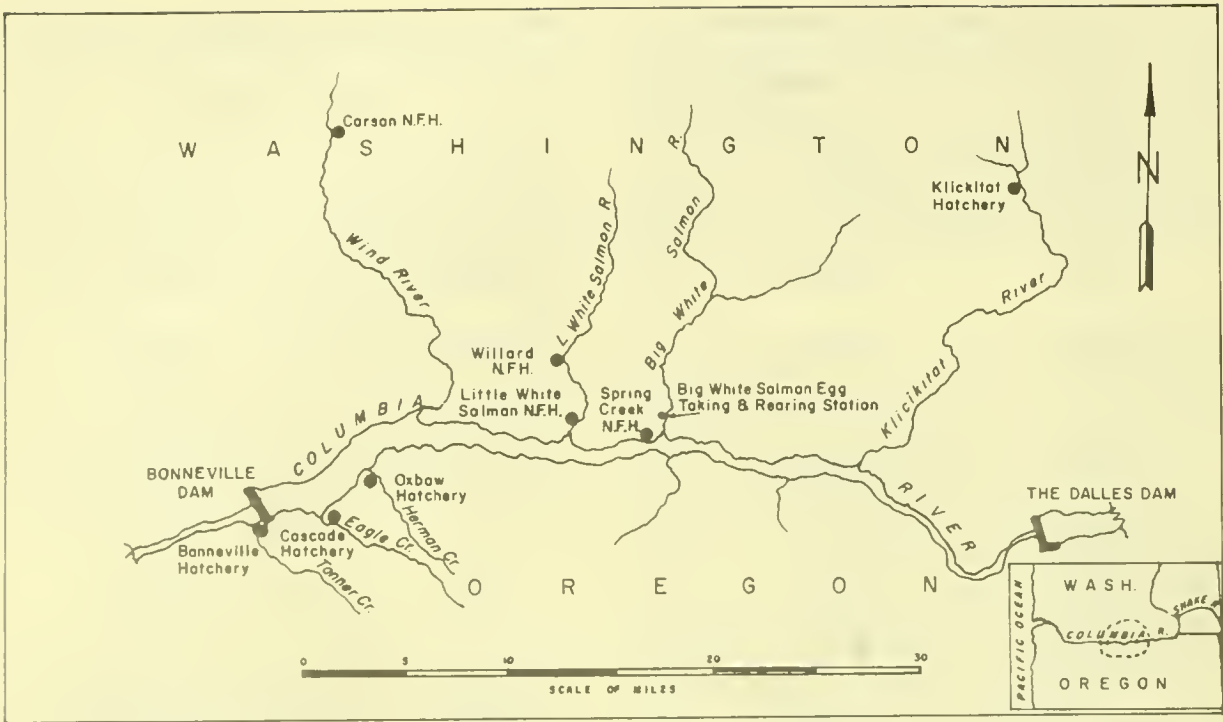 Carson N.F.H.
W A S H I N G T O N
N
Klickitat
Hatchery
Wind River
L White Salmon R
Big White Salmon R.
Klicikitat River
Willard
N.F.H.
Little White
Salmon N.F.H.
Spring
Creek
N.F.H.
Big White Salmon Egg
Taking & Rearing Station
COLUMBIA RIVER
BONNEVILLE
DAM
Oxbow
Hatchery
THE DALLES DAM
Bonneville
Hatchery
Cascade
Hatchery
Eagle Cr.
Herman Cr.
Tanner Cr.
O R E G O N
0 5 10 20 30
SCALE OF MILES
PACIFIC OCEAN
WASH.
SNAKE R
COLUMBIA R.
OREGON